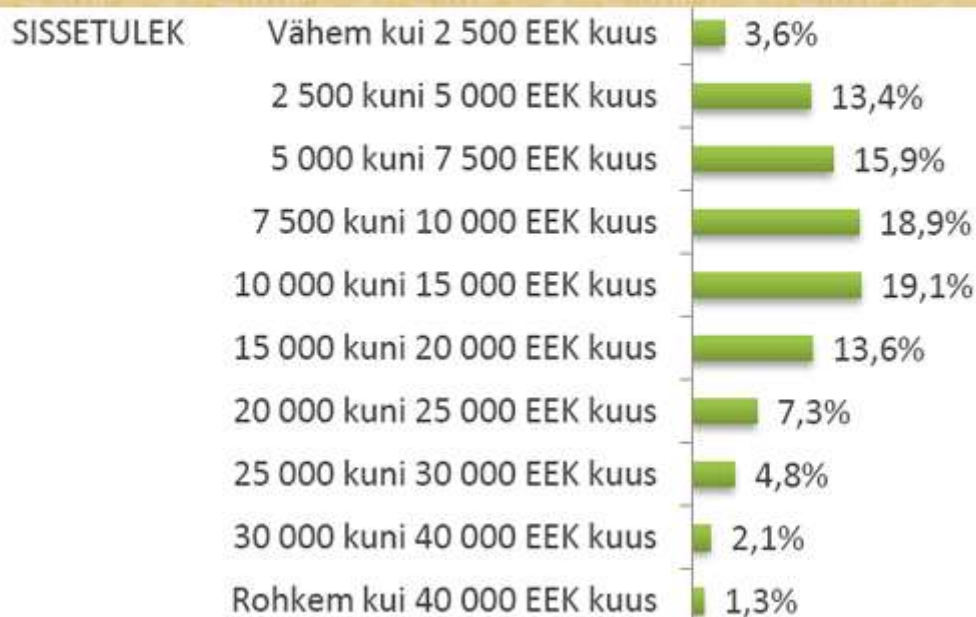 SISSETULEK Vähem kui 2 500 EEK kuus 3,6%
2 500 kuni 5 000 EEK kuus 13,4%
5 000 kuni 7 500 EEK kuus 15,9%
7 500 kuni 10 000 EEK kuus 18,9%
10 000 kuni 15 000 EEK kuus 19,1%
15 000 kuni 20 000 EEK kuus 13,6%
20 000 kuni 25 000 EEK kuus 7,3%
25 000 kuni 30 000 EEK kuus 4,8%
30 000 kuni 40 000 EEK kuus 2,1%
Rohkem kui 40 000 EEK kuus 1,3%